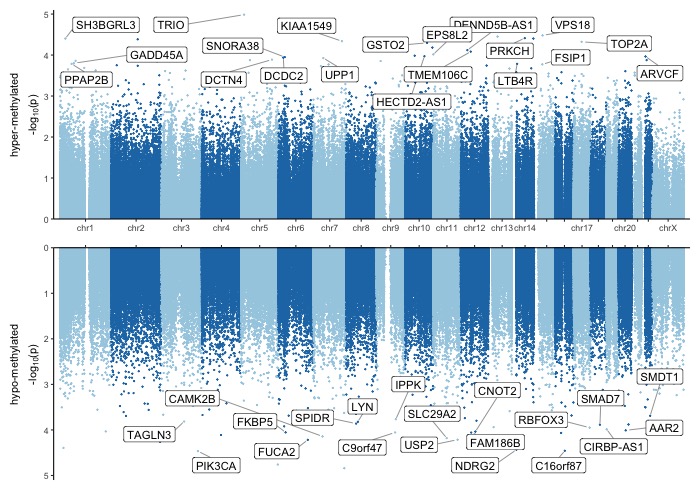 SH3BGRL3
TRIO
KIAA1549
DENND5B-AS1
VPS18
GADD45A
SNORA38
GSTO2
EPS8L2
PRKCH
TOP2A
PPAP2B
DCTN4
DCDC2
UPP1
TMEM106C
LTB4R
FSIP1
ARVCF
HECTD2-AS1
hyper-methylated
-log10(p)
5
4
3
2
1
0
chr1 chr2 chr3 chr4 chr5 chr6 chr7 chr8 chr9 chr10 chr11 chr12 chr13 chr14 chr17 chr20 chrX
hypo-methylated
-log10(p)
0
1
2
3
4
5
CAMK2B
IPPK
CNOT2
SMDT1
TAGLN3
FKBP5
SPIDR
LYN
SLC29A2
RBFOX3
SMAD7
AAR2
PIK3CA
FUCA2
C9orf47
USP2
FAM186B
CIRBP-AS1
NDRG2
C16orf87